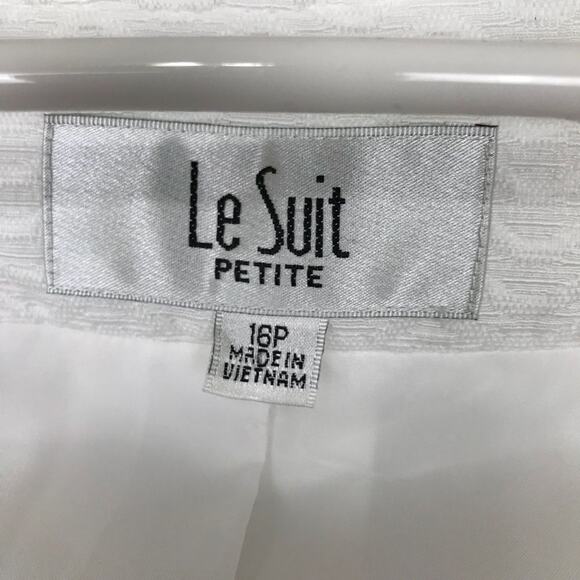 Le Suit
PETITE
16P
MADE IN
VIETNAM